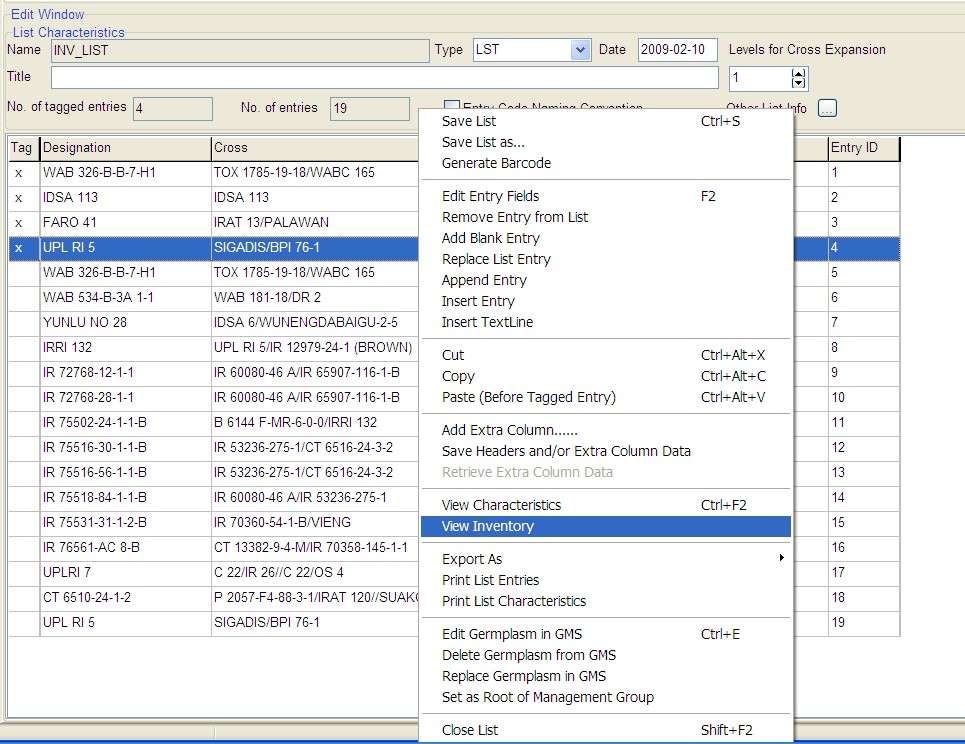 Edit Window
List Characteristics
Name INV_LIST Type LST Date 2009-02-10 Levels for Cross Expansion
Title 1
No. of tagged entries 4 No. of entries 19 Entry Code Naming Convention Other List Info ...
Tag Designation Cross Entry ID
x WAB 326-B-B-7-H1 TOX 1785-19-18/WABC 165 1
x IDSA 113 IDSA 113 2
x FARO 41 IRAT 13/PALAWAN 3
x UPL RI 5 SIGADIS/BPI 76-1 4
WAB 326-B-B-7-H1 TOX 1785-19-18/WABC 165 5
WAB 534-B-3A 1-1 WAB 181-18/DR 2 6
YUNLU NO 28 IDSA 6/WUNENGDABAIGU-2-5 7
IRRI 132 UPL RI 5/IR 12979-24-1 (BROWN) 8
IR 72768-12-1-1 IR 60080-46 A/IR 65907-116-1-B 9
IR 72768-28-1-1 IR 60080-46 A/IR 65907-116-1-B 10
IR 75502-24-1-1-B B 6144 F-MR-6-0-0/IRRI 132 11
IR 75516-30-1-1-B IR 53236-275-1/CT 6516-24-3-2 12
IR 75516-56-1-1-B IR 53236-275-1/CT 6516-24-3-2 13
IR 75518-84-1-1-B IR 60080-46 A/IR 53236-275-1 14
IR 75531-31-1-2-B IR 70360-54-1-B/VIENG 15
IR 76561-AC 8-B CT 13382-9-4-M/IR 70358-145-1-1 16
UPLRI 7 C 22/IR 26//C 22/OS 4 17
CT 6510-24-1-2 P 2057-F4-88-3-1/IRAT 120//SUAKO 18
UPL RI 5 SIGADIS/BPI 76-1 19
Save List Ctrl+S
Save List as...
Generate Barcode
Edit Entry Fields F2
Remove Entry from List
Add Blank Entry
Replace List Entry
Append Entry
Insert Entry
Insert TextLine
Cut Ctrl+Alt+X
Copy Ctrl+Alt+C
Paste (Before Tagged Entry) Ctrl+Alt+V
Add Extra Column......
Save Headers and/or Extra Column Data
Retrieve Extra Column Data
View Characteristics Ctrl+F2
View Inventory
Export As
Print List Entries
Print List Characteristics
Edit Germplasm in GMS Ctrl+E
Delete Germplasm from GMS
Replace Germplasm in GMS
Set as Root of Management Group
Close List Shift+F2